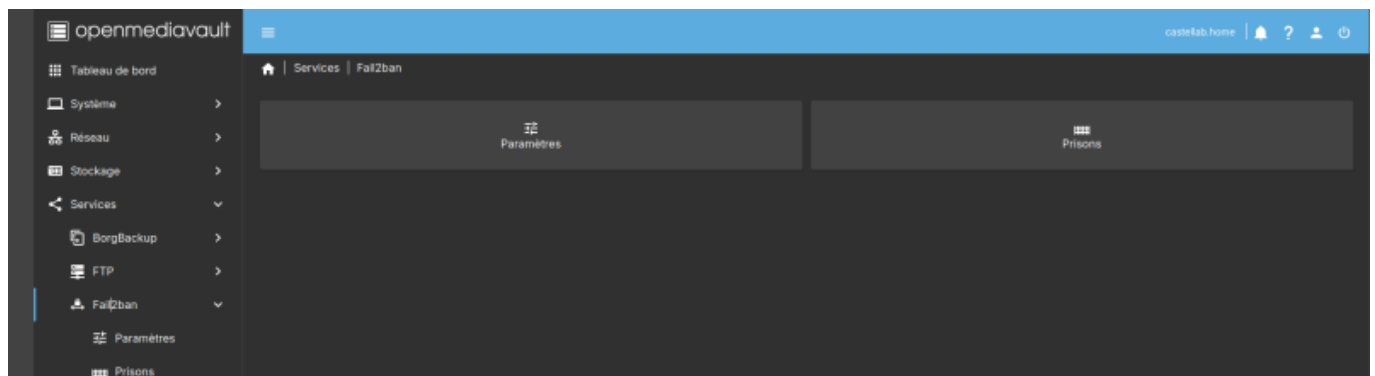 openmediavault
castellab.home
Tableau de bord
Services | Fail2ban
Système
Réseau
Paramètres
Prisons
Stockage
Services
BorgBackup
FTP
Fail2ban
Paramètres
Prisons